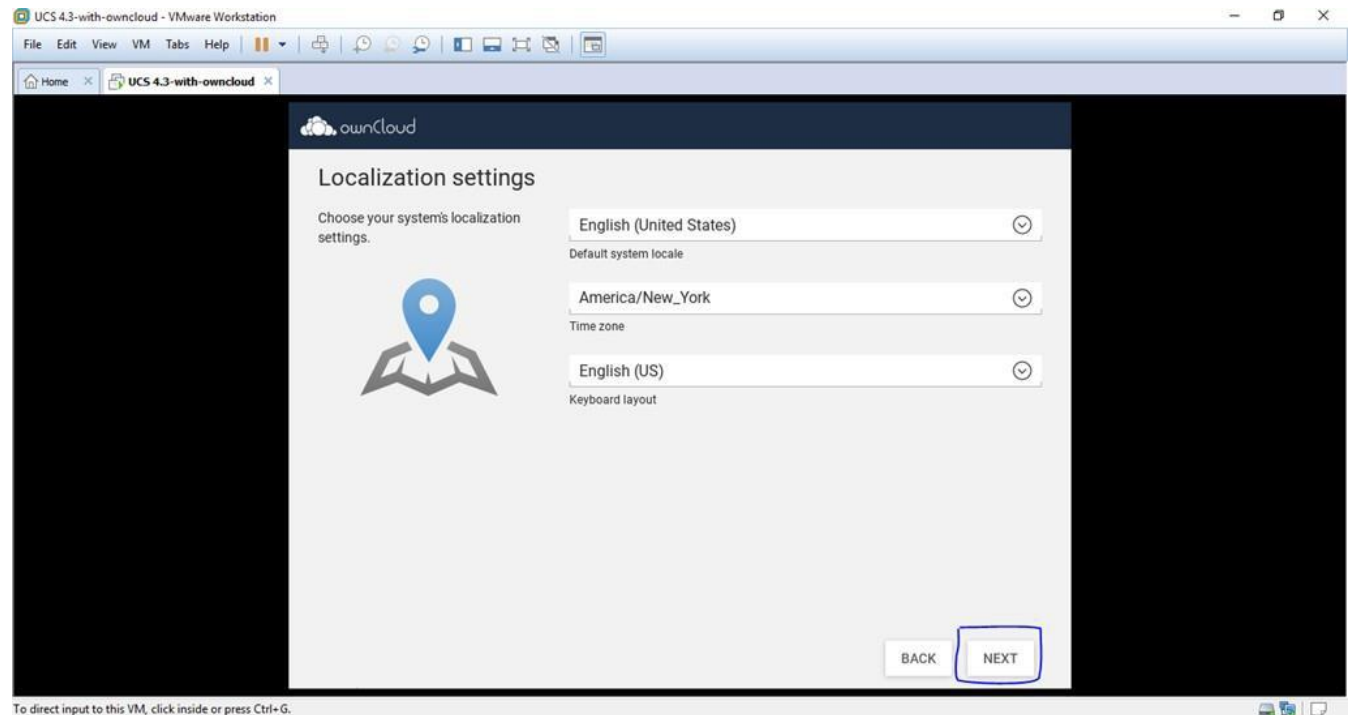 UCS 4.3-with-owncloud - VMware Workstation
File Edit View VM Tabs Help
Home UCS 4.3-with-owncloud
ownCloud
Localization settings
Choose your system's localization
settings.
English (United States)
Default system locale
America/New_York
Time zone
English (US)
Keyboard layout
BACK NEXT
To direct input to this VM, click inside or press Ctrl+G.